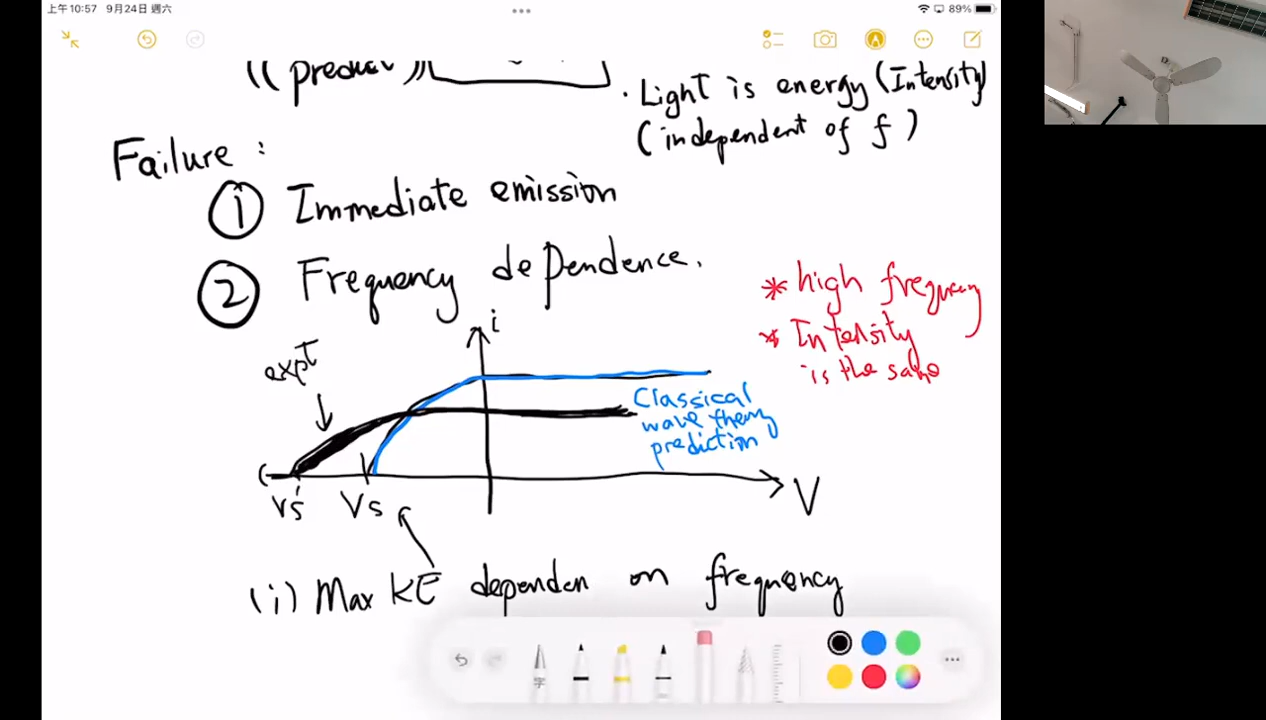 上午10:57 9月24日 週六
89%
((predict))
· Light is energy (Intensity)
(independent of f)
Failure :
① Immediate emission
② Frequency dependence.
* high frequency
* Intensity
is the same
i
expt
Classical
wave theory
prediction
Vs' Vs
V
(i) Max KE dependen on frequency
字